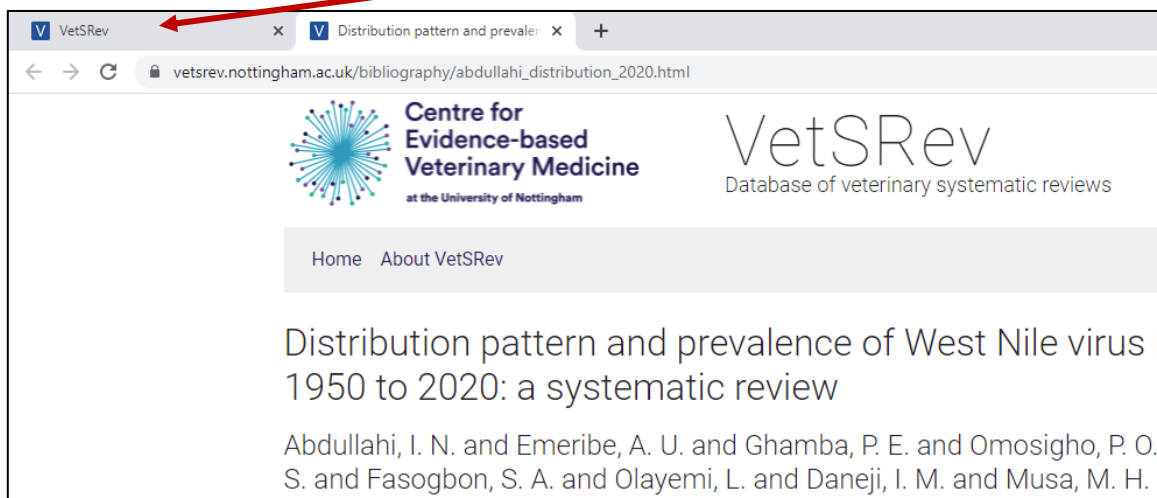 V VetSRev
V Distribution pattern and prevalen
vetsrev.nottingham.ac.uk/bibliography/abdullahi_distribution_2020.html
Centre for
Evidence-based
Veterinary Medicine
at the University of Nottingham
VetSRev
Database of veterinary systematic reviews
Home About VetSRev
Distribution pattern and prevalence of West Nile virus
1950 to 2020: a systematic review
Abdullahi, I. N. and Emeribe, A. U. and Ghamba, P. E. and Omosigho, P. O.
S. and Fasogbon, S. A. and Olayemi, L. and Daneji, I. M. and Musa, M. H.